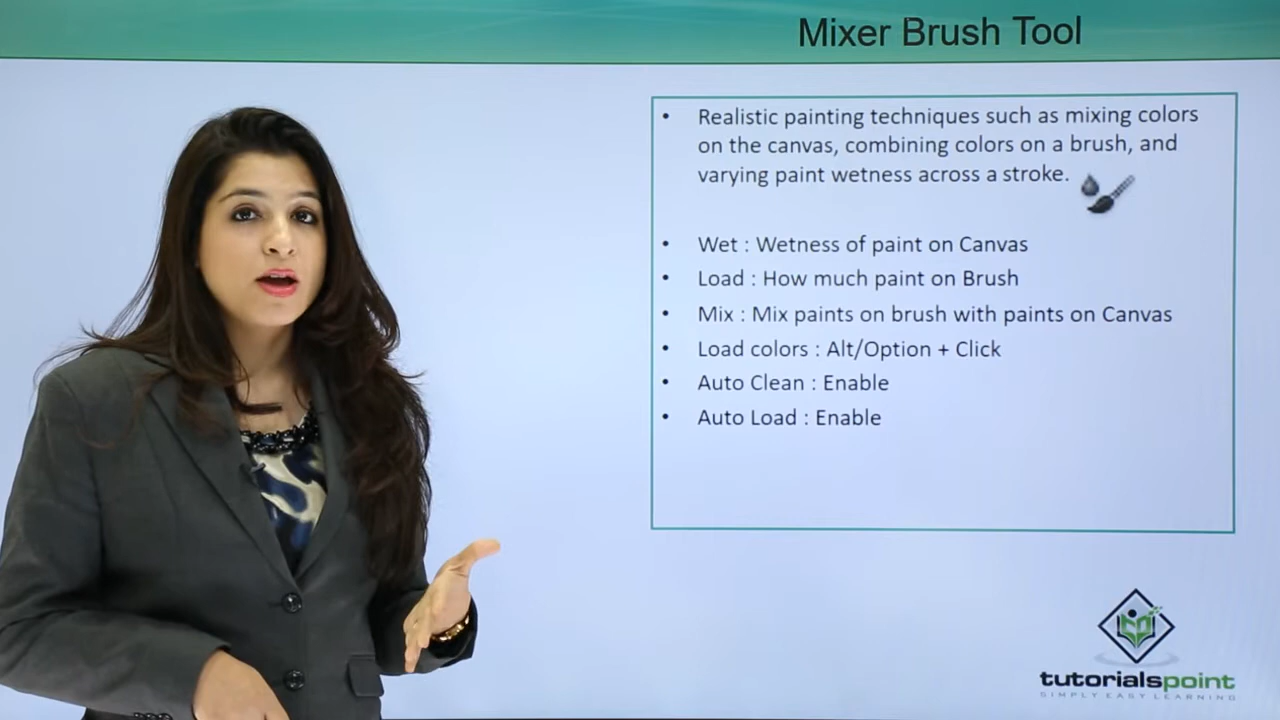 Mixer Brush Tool
• Realistic painting techniques such as mixing colors
on the canvas, combining colors on a brush, and
varying paint wetness across a stroke.
• Wet : Wetness of paint on Canvas
• Load : How much paint on Brush
• Mix : Mix paints on brush with paints on Canvas
• Load colors : Alt/Option + Click
• Auto Clean : Enable
• Auto Load : Enable
tutorialspoint
SIMPLY EASY LEARNING